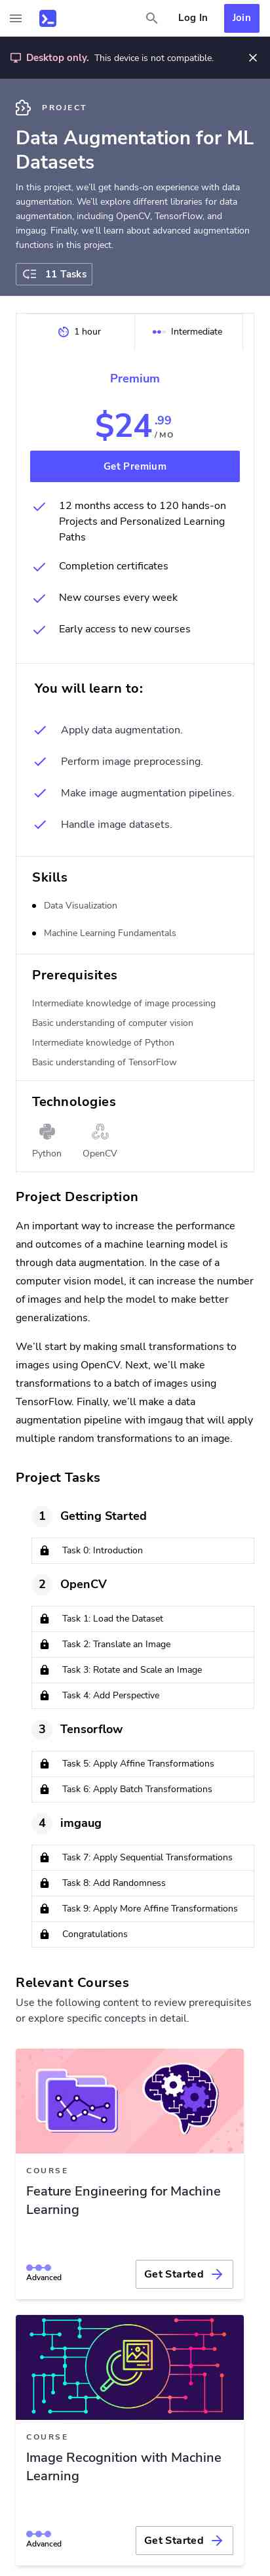 Log In
Join
Desktop only. This device is not compatible.
PROJECT
Data Augmentation for ML
Datasets
In this project, we’ll get hands-on experience with data
augmentation. We’ll explore different libraries for data
augmentation, including OpenCV, TensorFlow, and
imgaug. Finally, we’ll learn about advanced augmentation
functions in this project.
11 Tasks
1 hour
Intermediate
Premium
$24.99
/ MO
Get Premium
12 months access to 120 hands-on
Projects and Personalized Learning
Paths
Completion certificates
New courses every week
Early access to new courses
You will learn to:
Apply data augmentation.
Perform image preprocessing.
Make image augmentation pipelines.
Handle image datasets.
Skills
Data Visualization
Machine Learning Fundamentals
Prerequisites
Intermediate knowledge of image processing
Basic understanding of computer vision
Intermediate knowledge of Python
Basic understanding of TensorFlow
Technologies
Python
OpenCV
Project Description
An important way to increase the performance
and outcomes of a machine learning model is
through data augmentation. In the case of a
computer vision model, it can increase the number
of images and help the model to make better
generalizations.
We’ll start by making small transformations to
images using OpenCV. Next, we’ll make
transformations to a batch of images using
TensorFlow. Finally, we’ll make a data
augmentation pipeline with imgaug that will apply
multiple random transformations to an image.
Project Tasks
1 Getting Started
Task 0: Introduction
2 OpenCV
Task 1: Load the Dataset
Task 2: Translate an Image
Task 3: Rotate and Scale an Image
Task 4: Add Perspective
3 Tensorflow
Task 5: Apply Affine Transformations
Task 6: Apply Batch Transformations
4 imgaug
Task 7: Apply Sequential Transformations
Task 8: Add Randomness
Task 9: Apply More Affine Transformations
Congratulations
Relevant Courses
Use the following content to review prerequisites
or explore specific concepts in detail.
COURSE
Feature Engineering for Machine
Learning
Advanced
Get Started
COURSE
Image Recognition with Machine
Learning
Advanced
Get Started